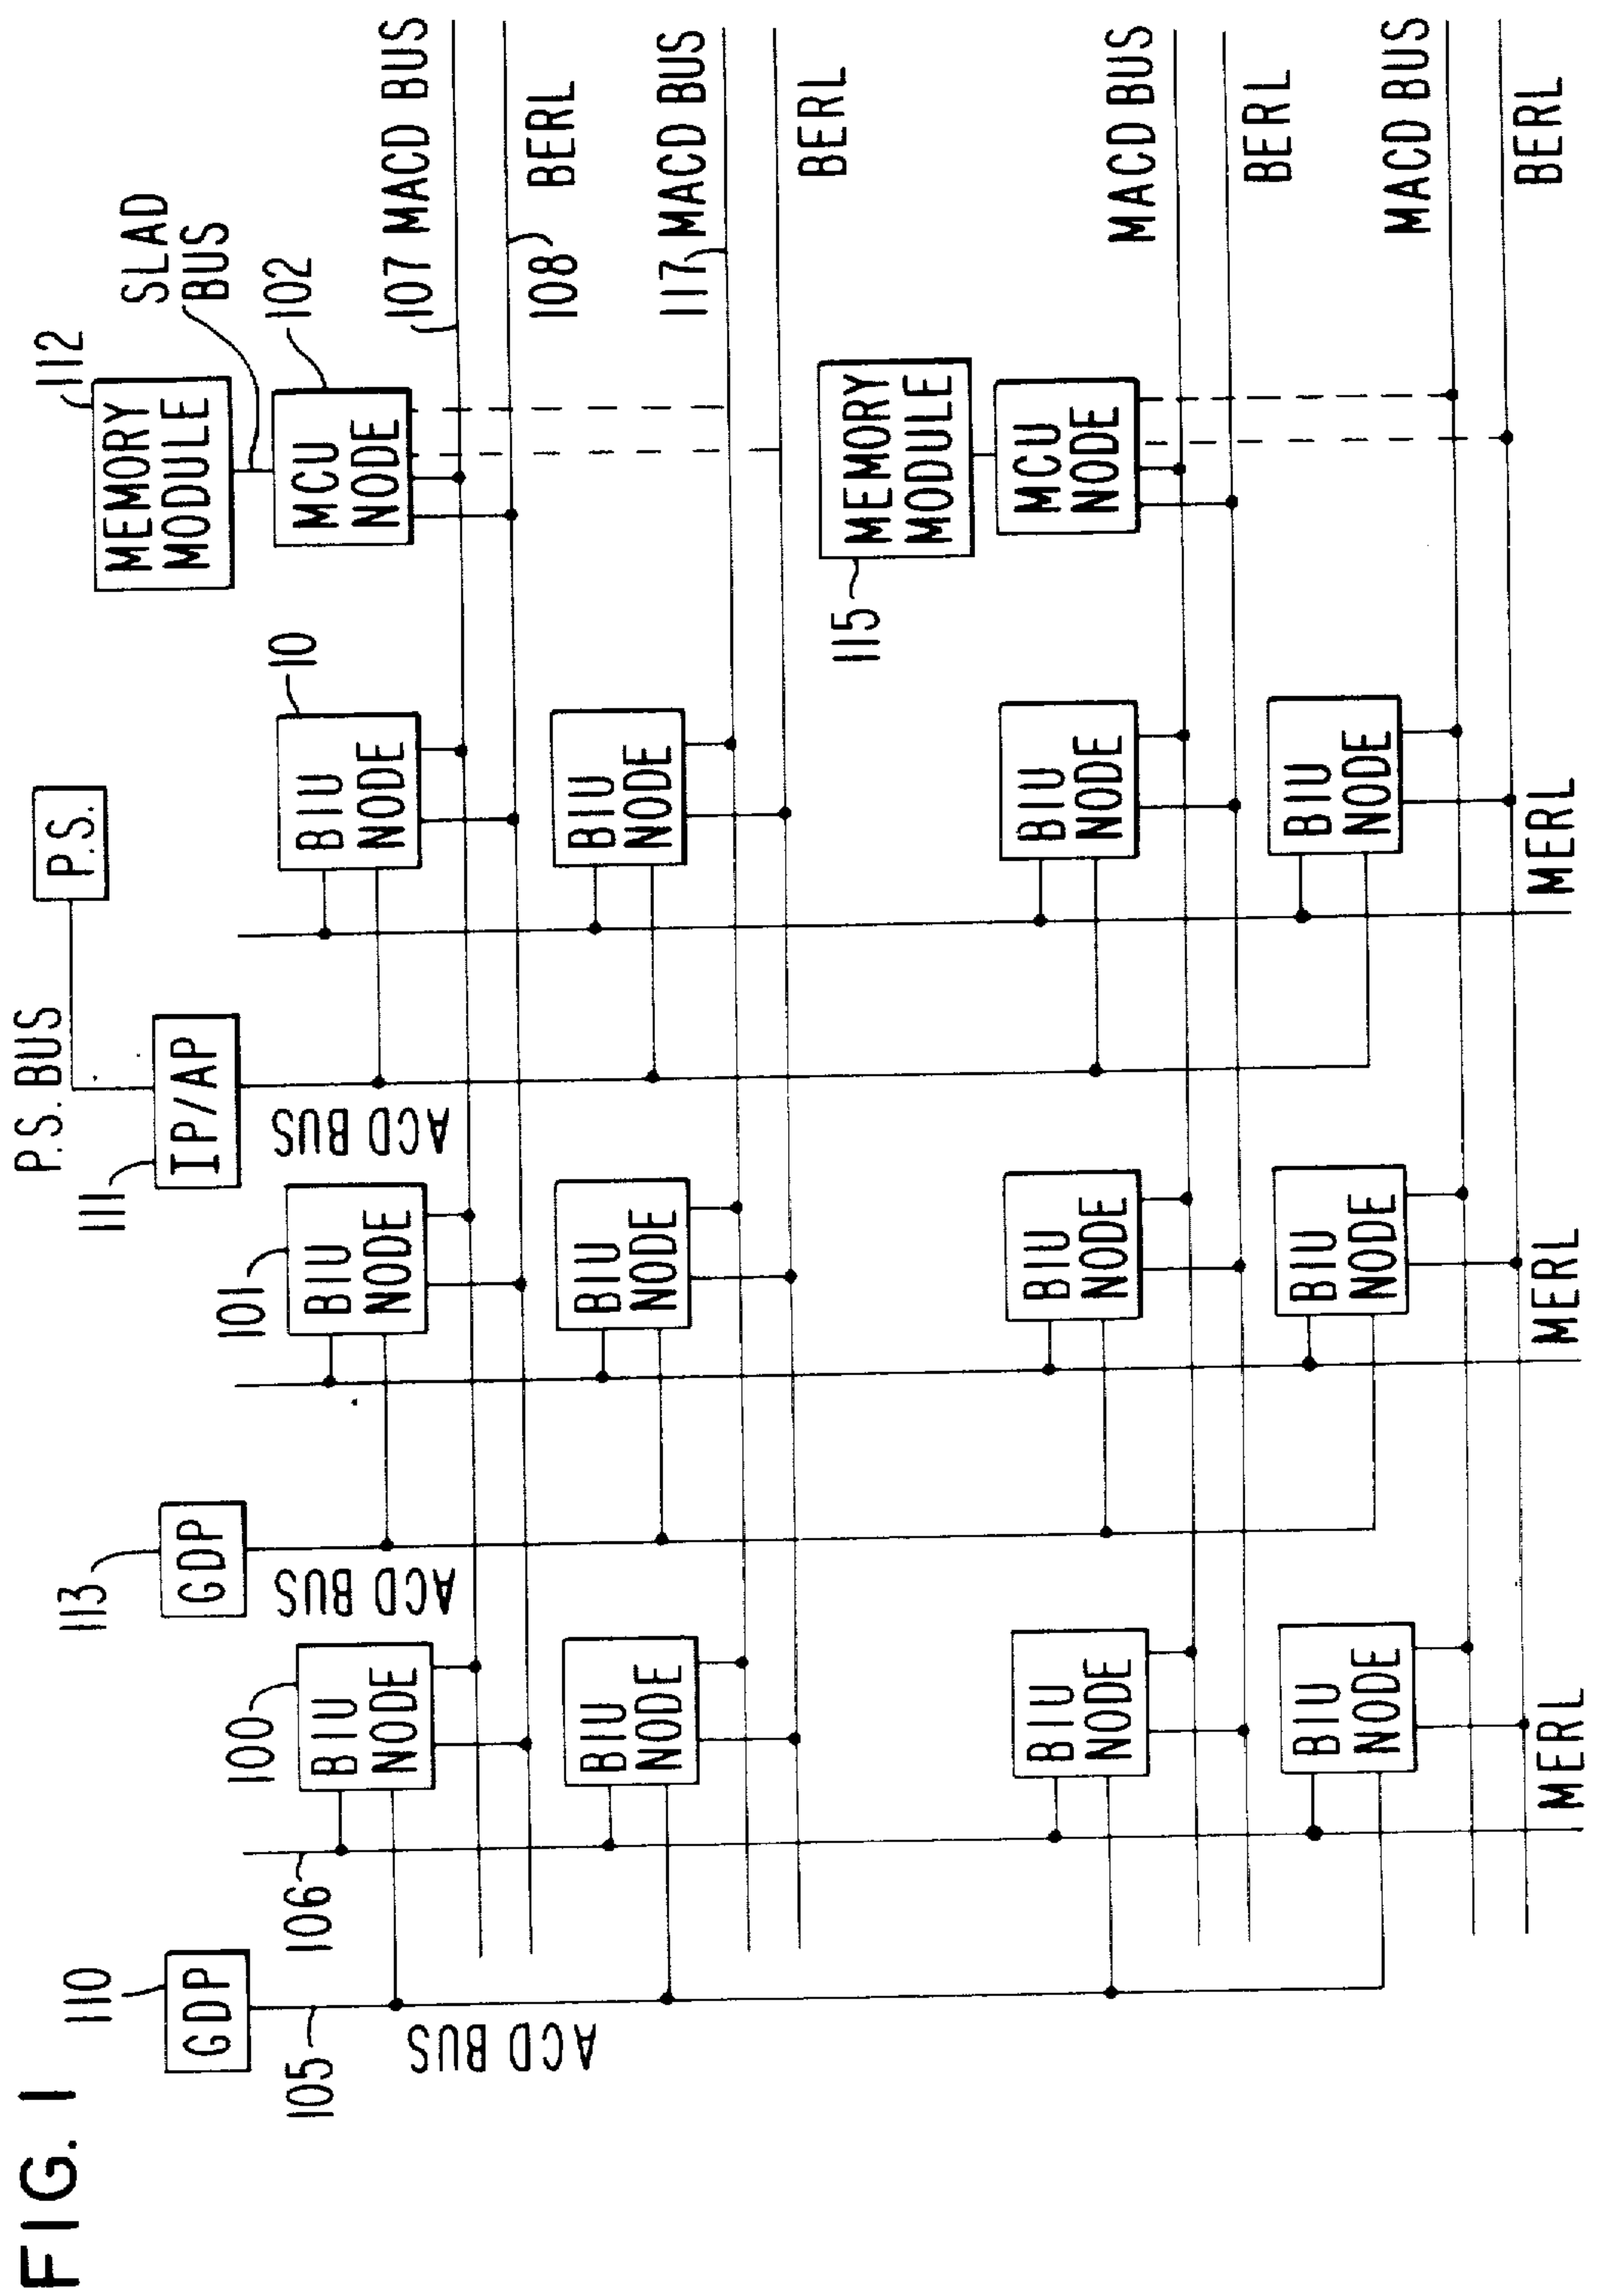 FIG. 1
P.S. BUS
P.S.
112
MEMORY
MODULE
SLAD
BUS
110
GDP
113
GDP
111
IP/AP
102
MCU
NODE
105
ACD BUS
106
100
BIU
NODE
ACD BUS
101
BIU
NODE
ACD BUS
10
BIU
NODE
107 MACD BUS
108
BERL
BIU
NODE
BIU
NODE
BIU
NODE
117 MACD BUS
BERL
115
MEMORY
MODULE
BIU
NODE
BIU
NODE
BIU
NODE
MCU
NODE
MACD BUS
BERL
BIU
NODE
BIU
NODE
BIU
NODE
MACD BUS
BERL
MERL
MERL
MERL